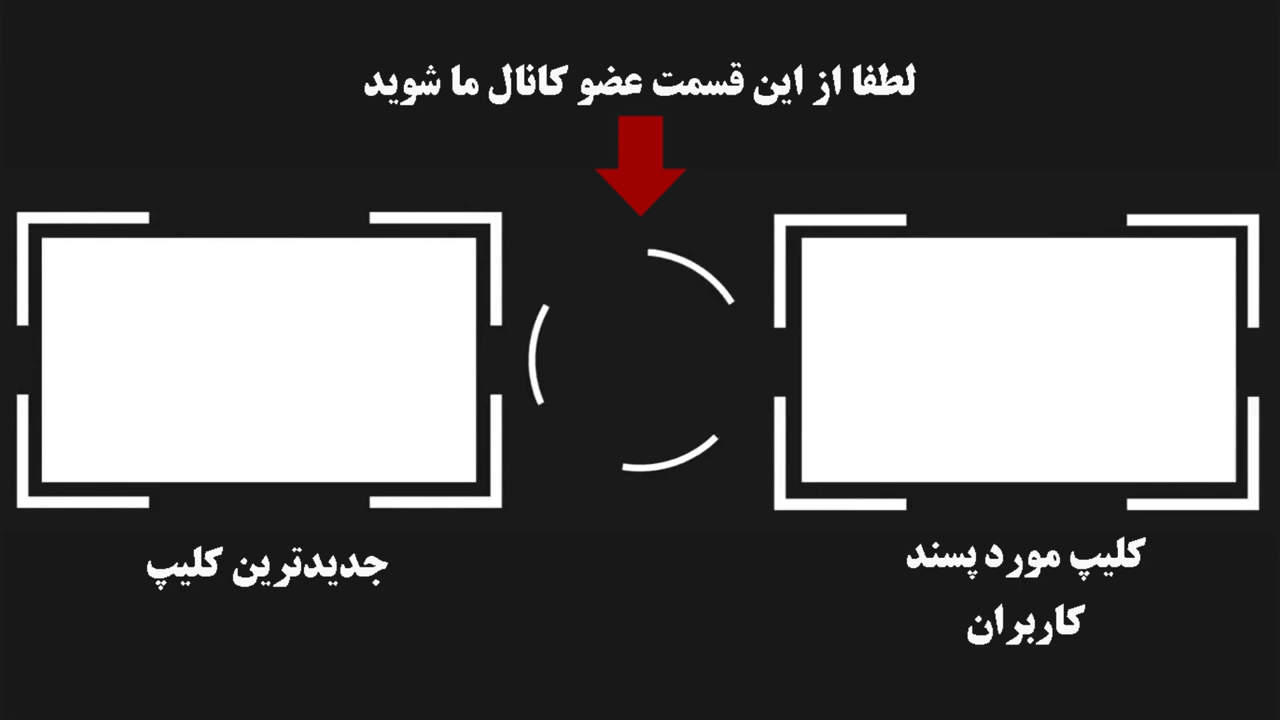 لطفا از این قسمت عضو کانال ما شوید
کلیپ مورد پسند
کاربران
جدیدترین کلیپ